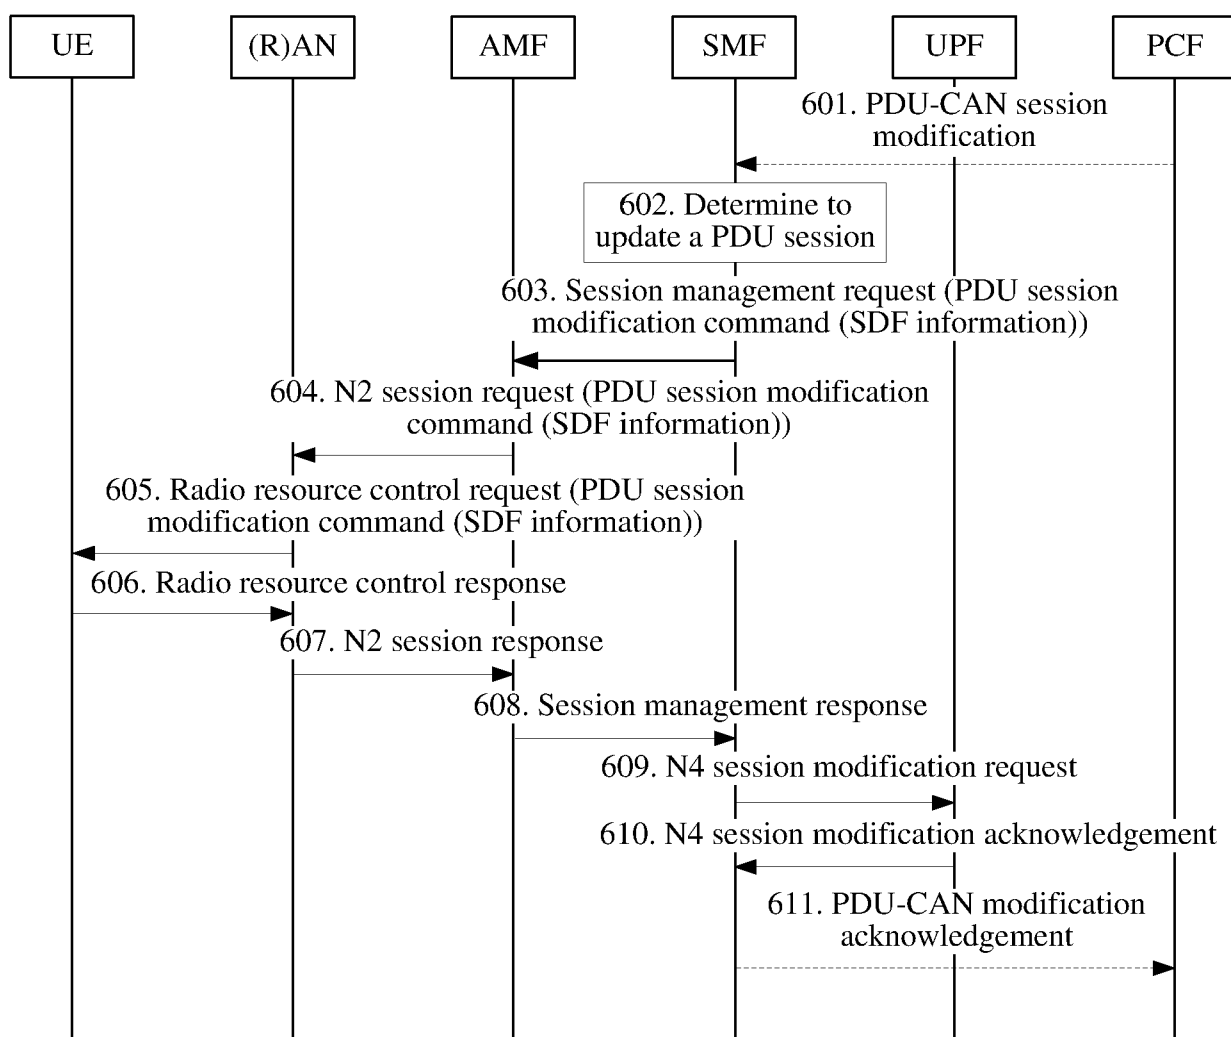 UE
(R)AN
AMF
SMF
UPF
PCF
601. PDU-CAN session
modification
602. Determine to
update a PDU session
603. Session management request (PDU session
modification command (SDF information))
604. N2 session request (PDU session modification
command (SDF information))
605. Radio resource control request (PDU session
modification command (SDF information))
606. Radio resource control response
607. N2 session response
608. Session management response
609. N4 session modification request
610. N4 session modification acknowledgement
611. PDU-CAN modification
acknowledgement